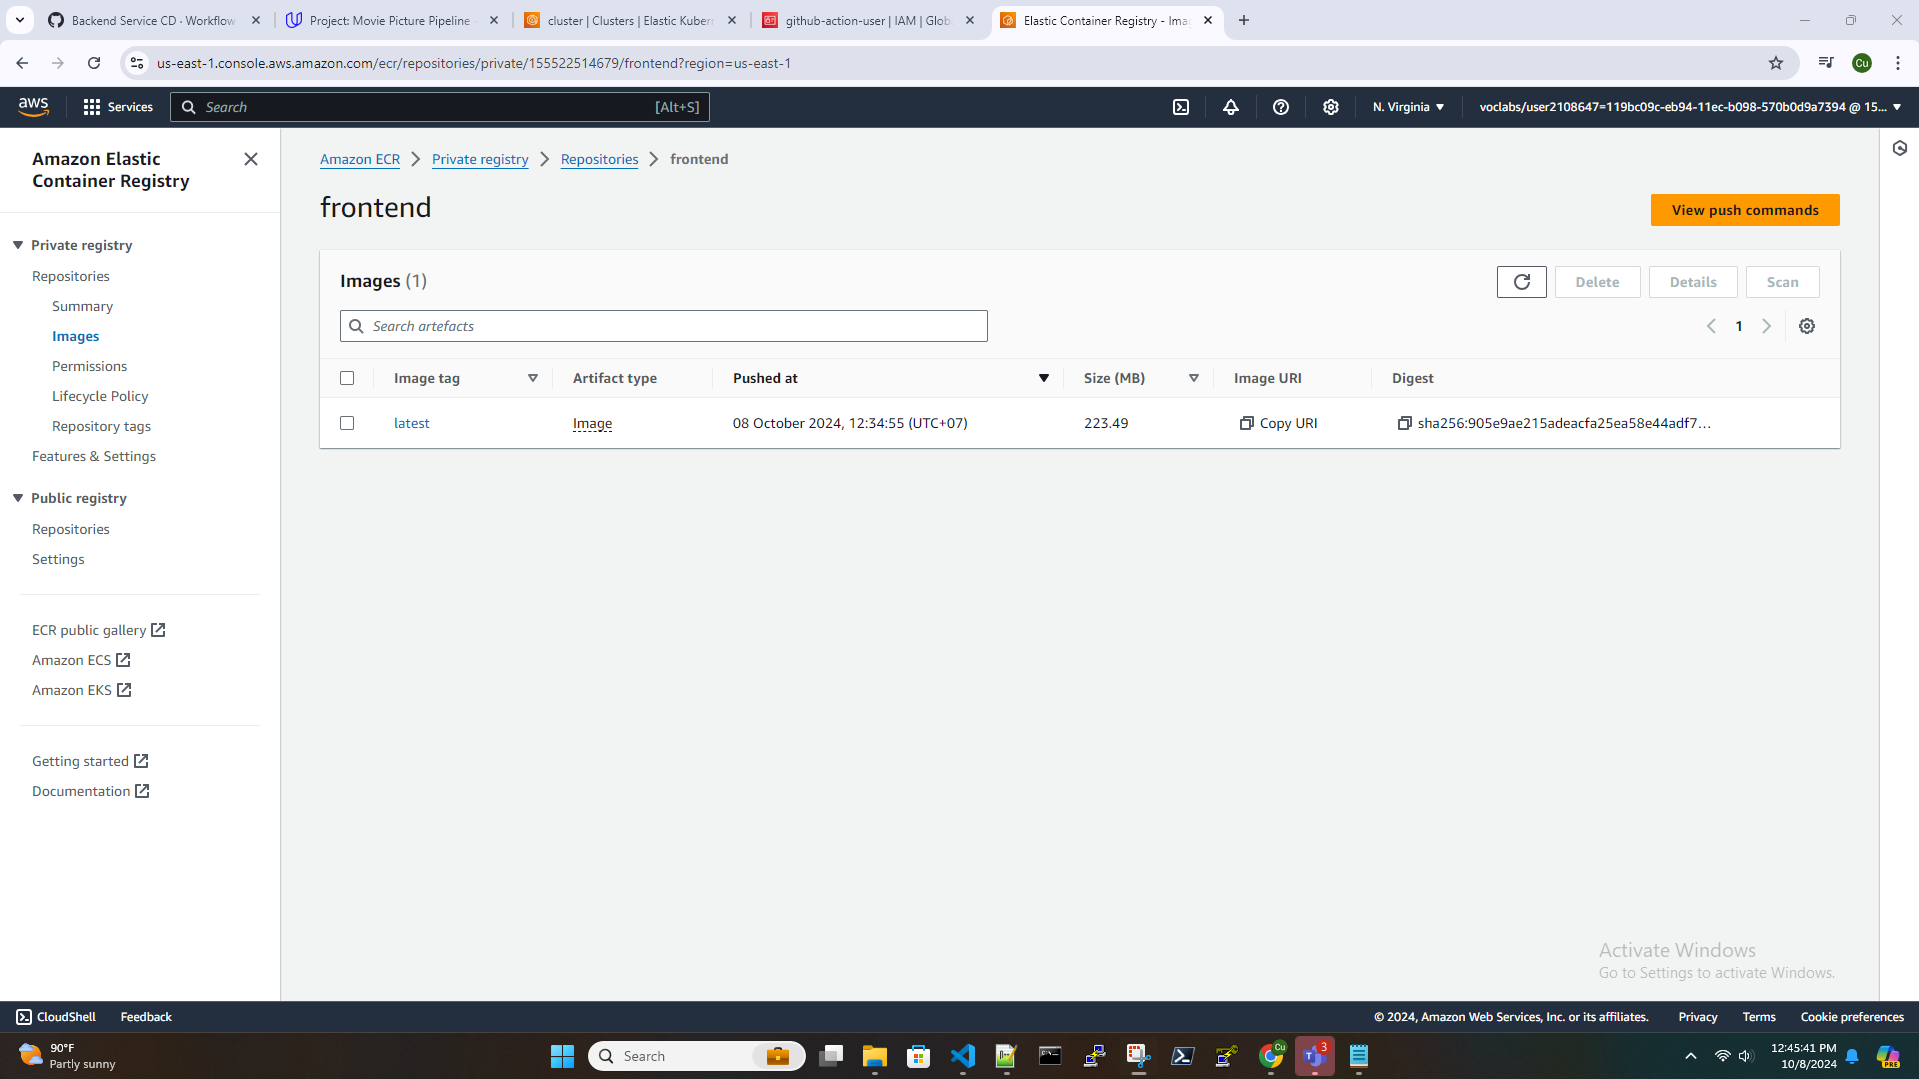 Backend Service CD · Workflow
Project: Movie Picture Pipeline -
cluster | Clusters | Elastic Kubern
github-action-user | IAM | Globa
Elastic Container Registry - Ima
us-east-1.console.aws.amazon.com/ecr/repositories/private/155522514679/frontend?region=us-east-1
Cu
aws
Services
Search
[Alt+S]
N. Virginia
voclabs/user2108647=119bc09c-eb94-11ec-b098-570b0d9a7394 @ 15...
Amazon Elastic
Container Registry
Private registry
Repositories
Summary
Images
Permissions
Lifecycle Policy
Repository tags
Features & Settings
Public registry
Repositories
Settings
ECR public gallery
Amazon ECS
Amazon EKS
Getting started
Documentation
Amazon ECR
Private registry
Repositories
frontend
frontend
View push commands
Images (1)
Delete
Details
Scan
Search artefacts
1
Image tag
Artifact type
Pushed at
Size (MB)
Image URI
Digest
latest
Image
08 October 2024, 12:34:55 (UTC+07)
223.49
Copy URI
sha256:905e9ae215adeacfa25ea58e44adf7...
Activate Windows
Go to Settings to activate Windows.
CloudShell
Feedback
© 2024, Amazon Web Services, Inc. or its affiliates.
Privacy
Terms
Cookie preferences
90°F
Partly sunny
Search
Cu
3
12:45:41 PM
10/8/2024
PRE